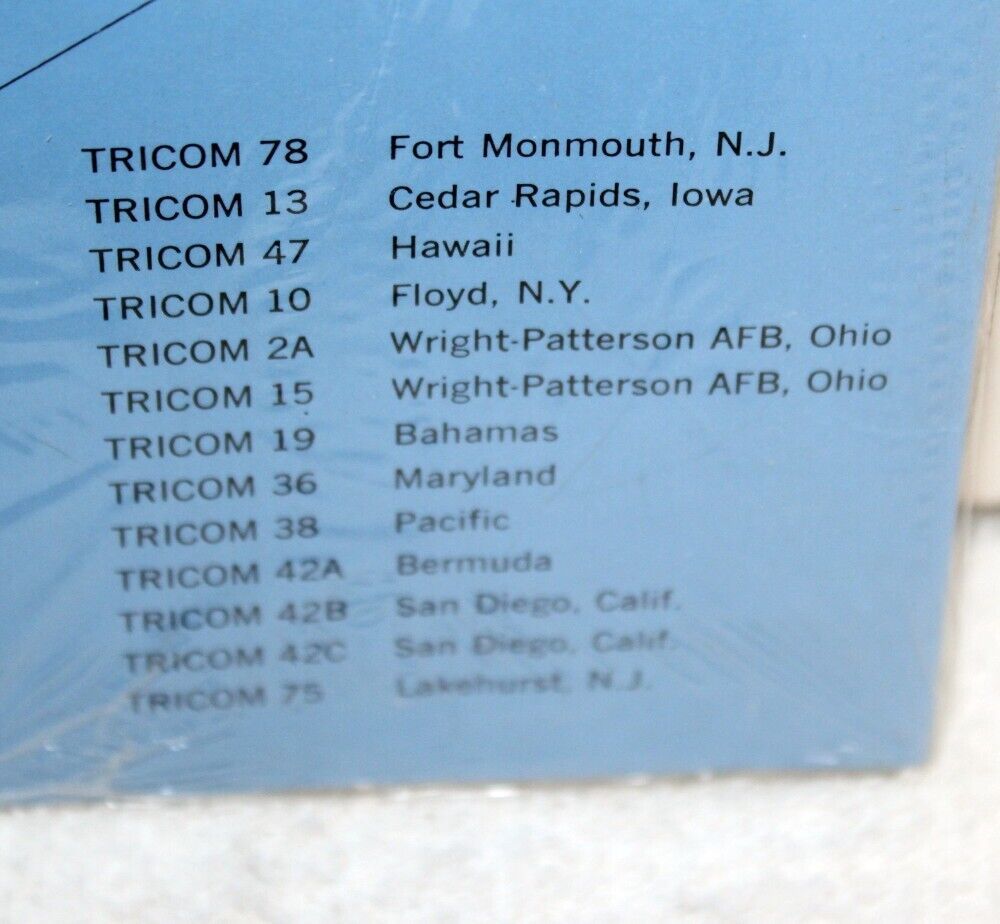 TRICOM 78 Fort Monmouth, N.J.
TRICOM 13 Cedar Rapids, Iowa
TRICOM 47 Hawaii
TRICOM 10 Floyd, N.Y.
TRICOM 2A Wright-Patterson AFB, Ohio
TRICOM 15 Wright-Patterson AFB, Ohio
TRICOM 19 Bahamas
TRICOM 36 Maryland
TRICOM 38 Pacific
TRICOM 42A Bermuda
TRICOM 42B San Diego, Calif.
TRICOM 42C San Diego, Calif.
TRICOM 75 Lakehurst, N.J.